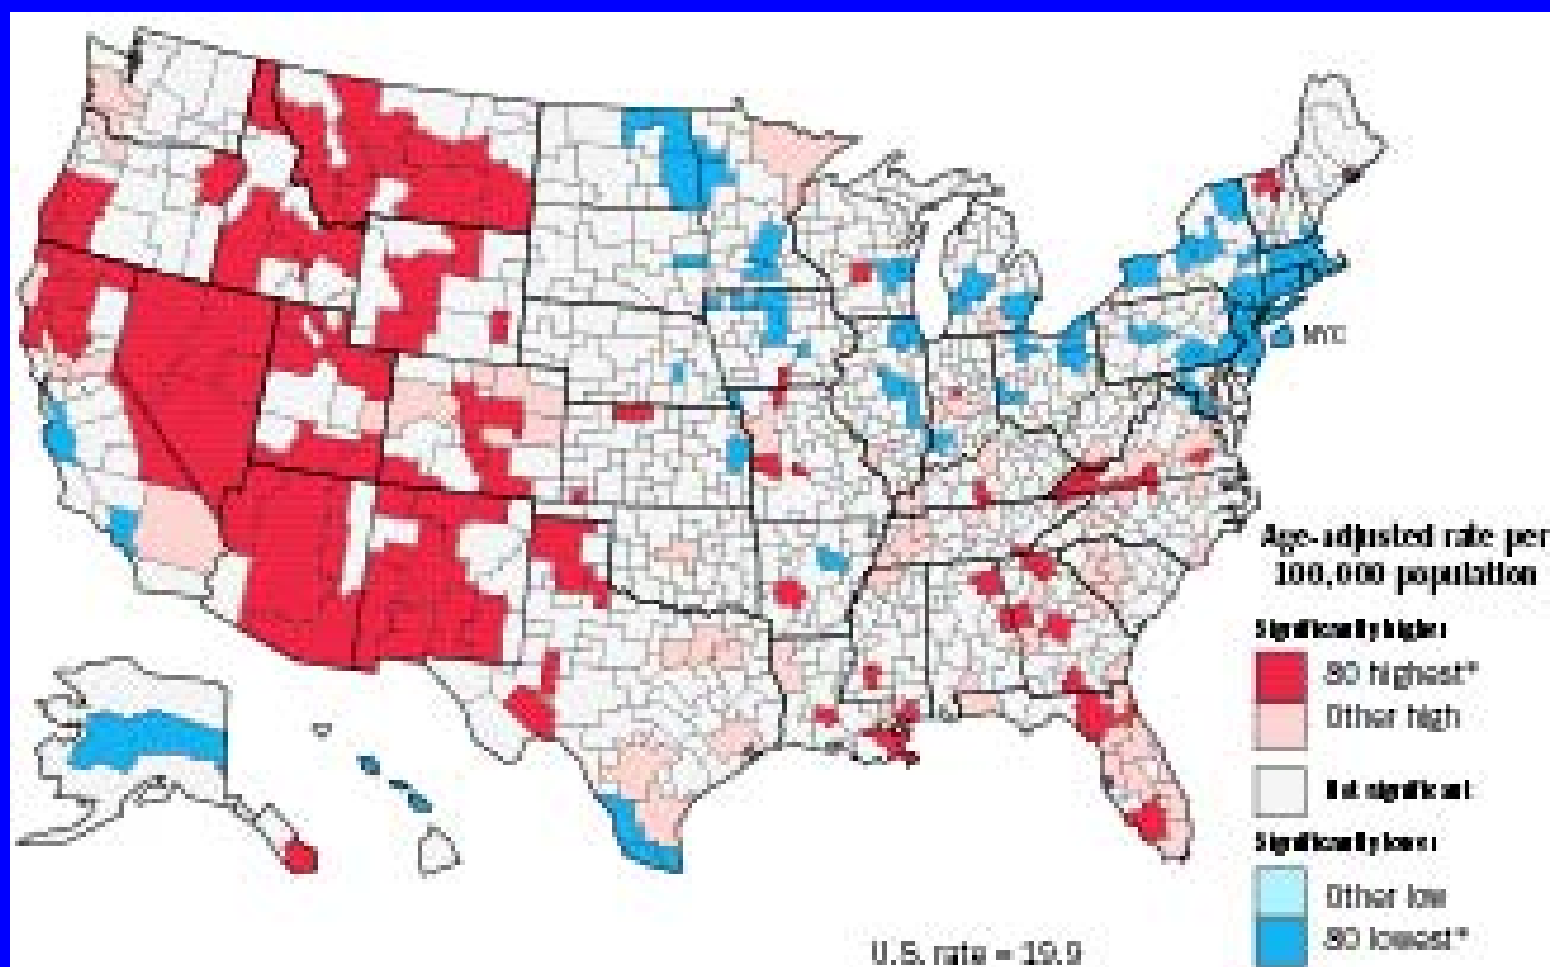 NYC
Age-adjusted rate per
100,000 population
Significantly higher
80 highest*
Other high
Not significant
Significantly lower
Other low
80 lowest*
U.S. rate = 19.9